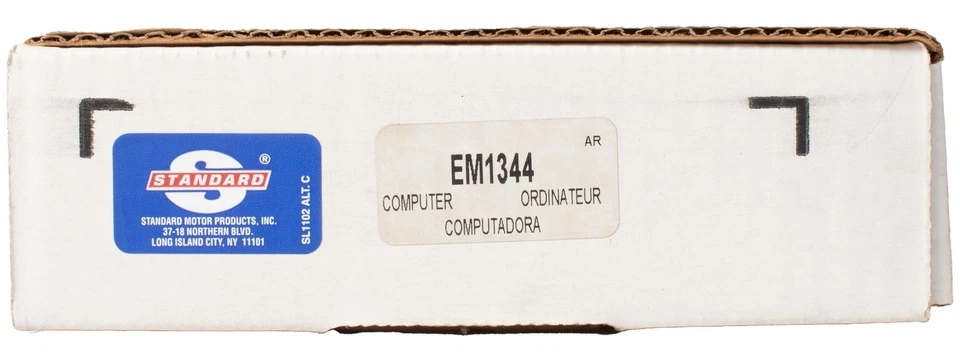 S®
STANDARD
STANDARD MOTOR PRODUCTS, INC.
37-18 NORTHERN BLVD.
LONG ISLAND CITY, NY 11101
SL1102 ALT. C
AR
EM1344
COMPUTER ORDINATEUR
COMPUTADORA